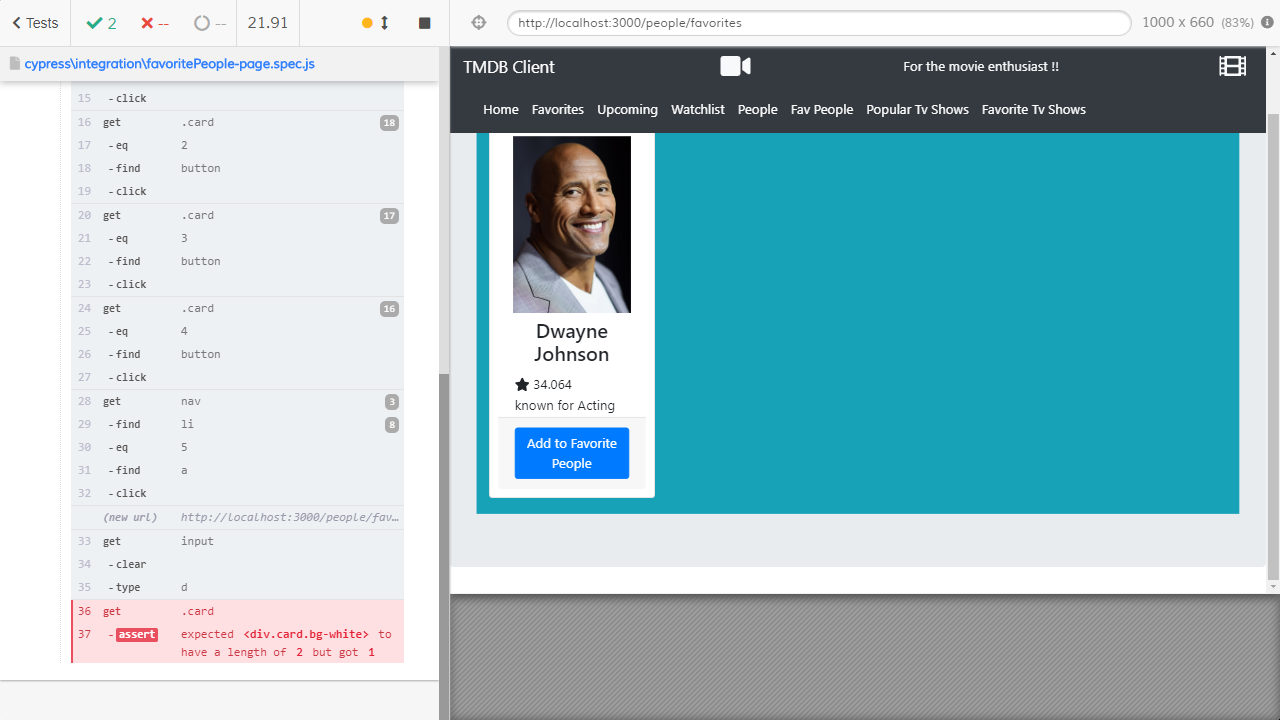 Tests
2
--
--
21.91
http://localhost:3000/people/favorites
1000 x 660 (83%)
cypress\integration\favoritePeople-page.spec.js
15 - click
16 get .card 18
17 - eq 2
18 - find button
19 - click
20 get .card 17
21 - eq 3
22 - find button
23 - click
24 get .card 16
25 - eq 4
26 - find button
27 - click
28 get nav 3
29 - find li 8
30 - eq 5
31 - find a
32 - click
(new url) http://localhost:3000/people/fav…
33 get input
34 - clear
35 - type d
36 get .card
37 - assert expected <div.card.bg-white> to
have a length of 2 but got 1
TMDB Client
For the movie enthusiast !!
Home Favorites Upcoming Watchlist People Fav People Popular Tv Shows Favorite Tv Shows
Dwayne
Johnson
34.064
known for Acting
Add to Favorite
People